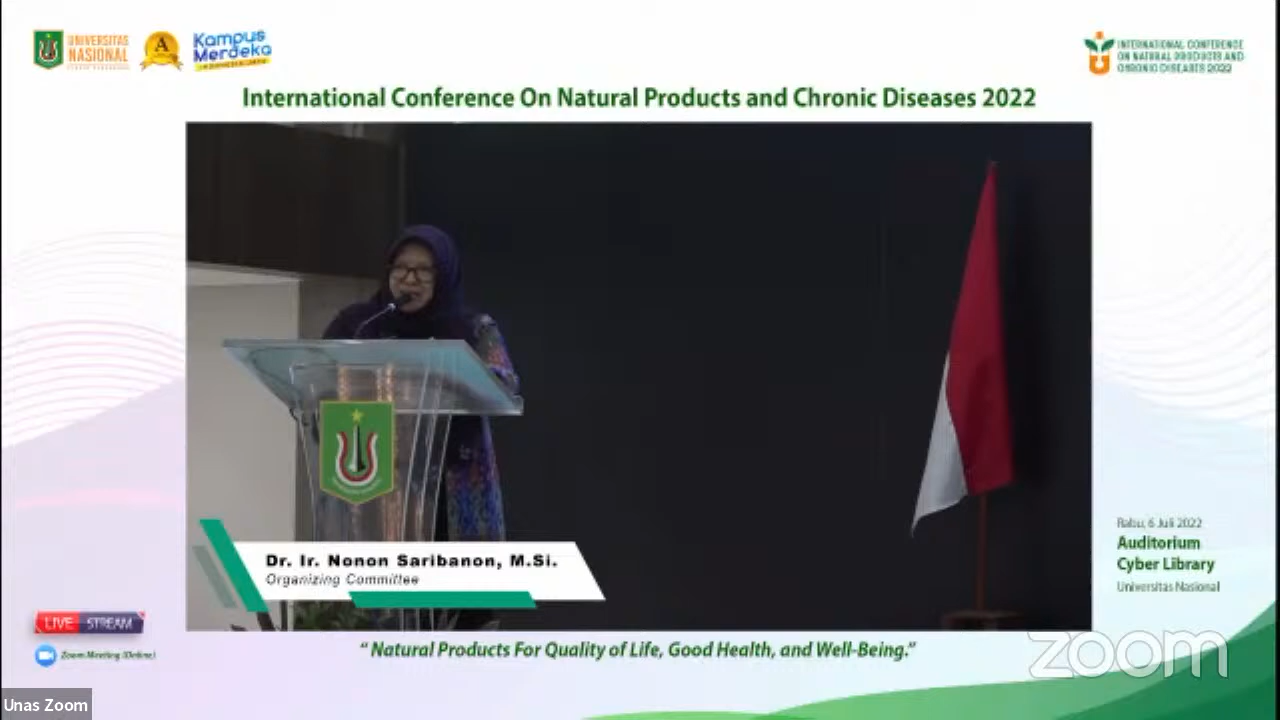 UNIVERSITAS
NASIONAL
A
Kampus
Merdeka
INTERNATIONAL CONFERENCE
ON NATURAL PRODUCTS AND
CHRONIC DISEASES 2022
International Conference On Natural Products and Chronic Diseases 2022
Dr. Ir. Nonon Saribanon, M.Si.
Organizing Committee
Rabu, 6 Juli 2022
Auditorium
Cyber Library
Universitas Nasional
LIVE STREAM
Zoom Meeting (Online)
“Natural Products For Quality of Life, Good Health, and Well-Being.”
zoom
Unas Zoom